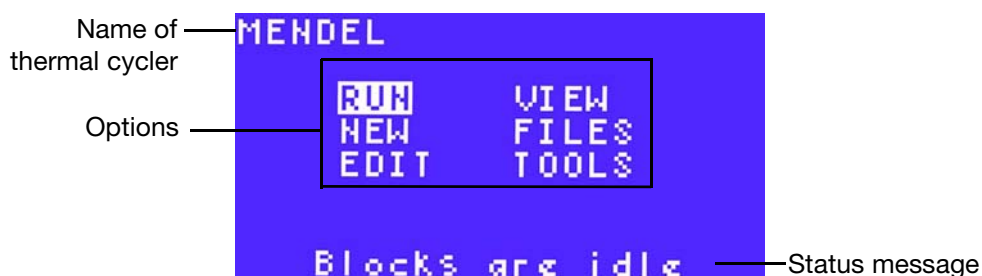 Name of
thermal cycler
MENDEL
RUN VIEW
Options
NEW FILES
EDIT TOOLS
Blocks are idle
Status message